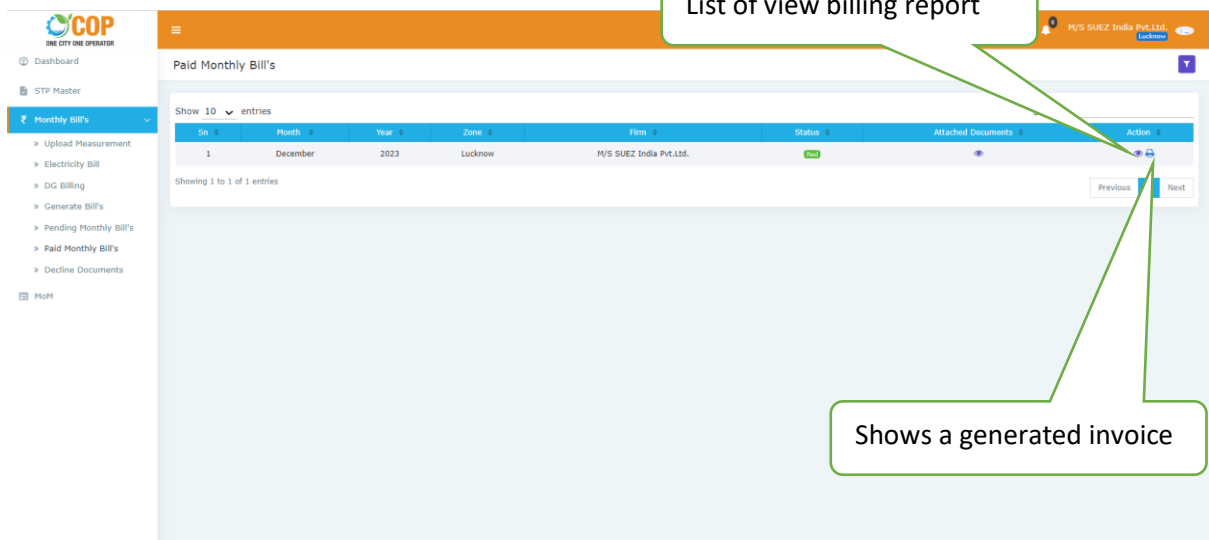 List of view billing report
COP
ONE CITY ONE OPERATOR
0
M/S SUEZ India Pvt.Ltd.
Lucknow
Dashboard
STP Master
₹ Monthly Bill's
» Upload Measurement
» Electricity Bill
» DG Billing
» Generate Bill's
» Pending Monthly Bill's
» Paid Monthly Bill's
» Decline Documents
MoM
Paid Monthly Bill's
Show 10 entries
Sn Month Year Zone Firm Status Attached Documents Action
1 December 2023 Lucknow M/S SUEZ India Pvt.Ltd. Paid
Showing 1 to 1 of 1 entries
Previous Next
Shows a generated invoice